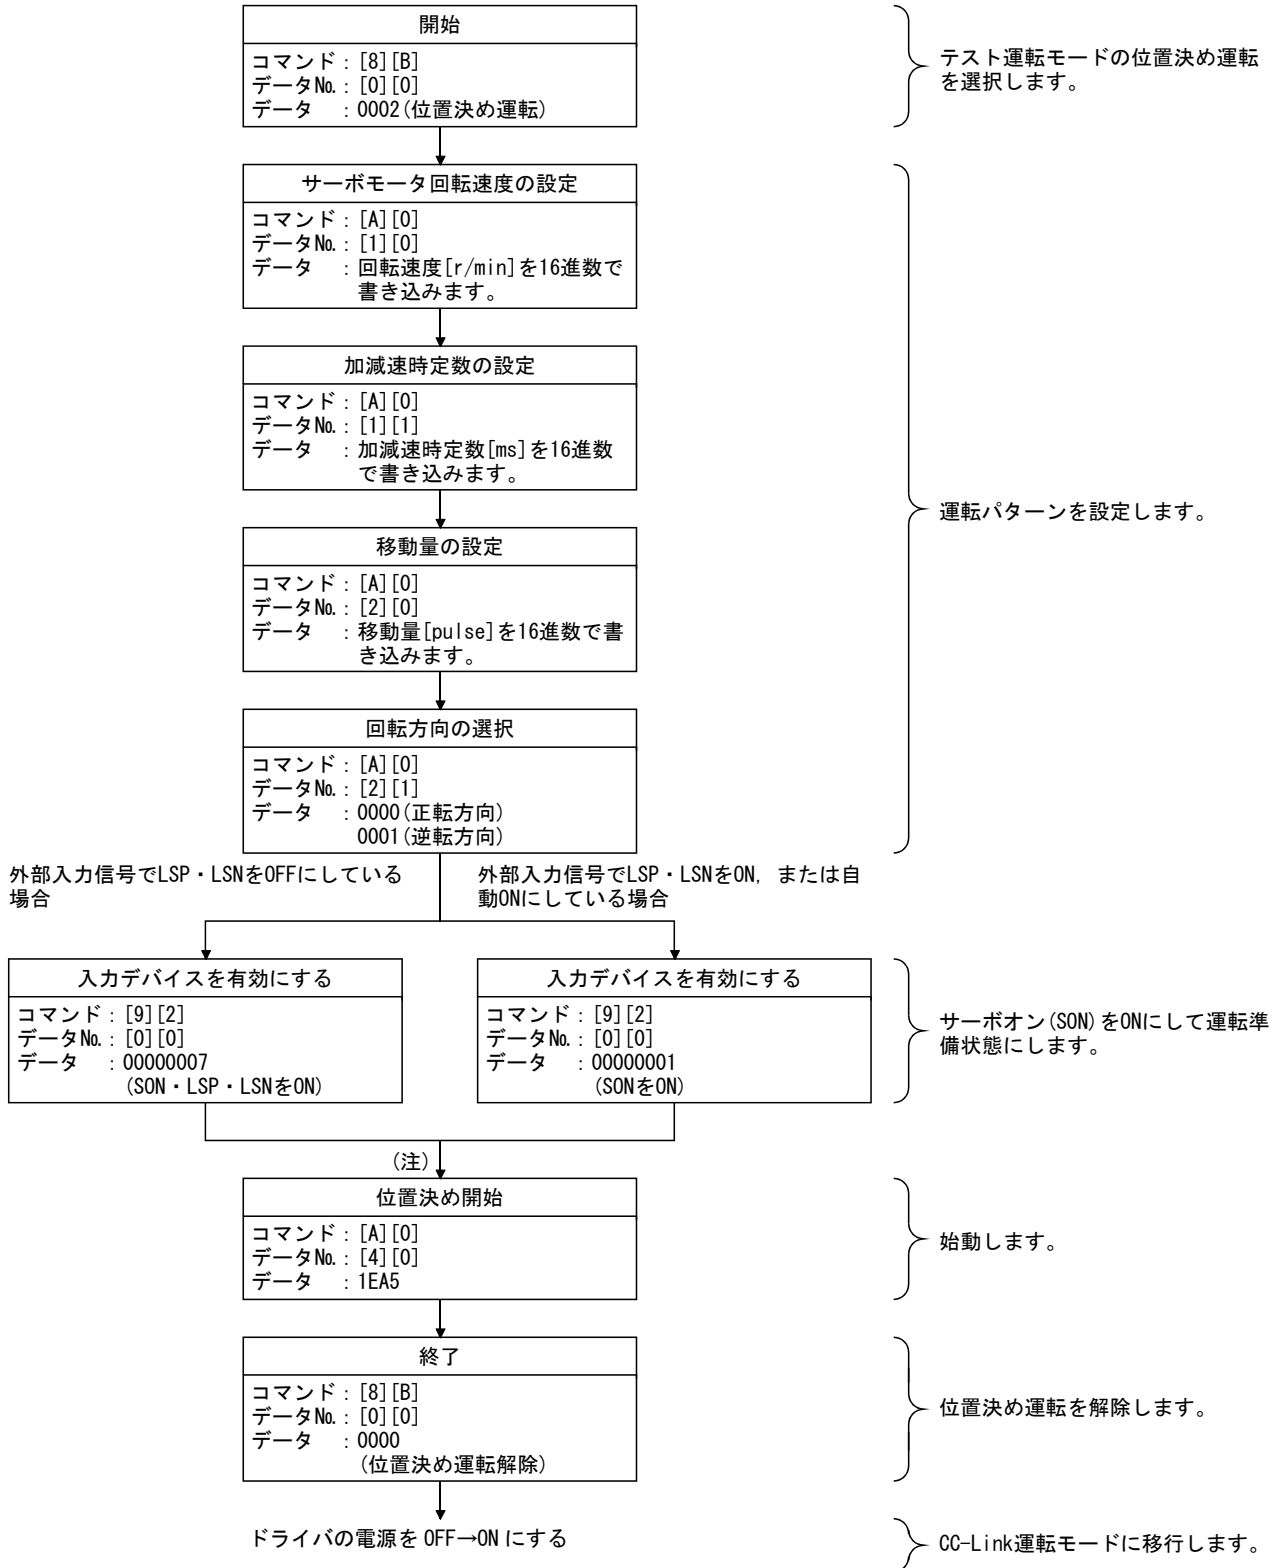 開始
コマンド：[8][B]
データNo.：[0][0]
データ　：0002(位置決め運転)
テスト運転モードの位置決め運転
を選択します。
サーボモータ回転速度の設定
コマンド：[A][0]
データNo.：[1][0]
データ　：回転速度[r/min]を16進数で
書き込みます。
加減速時定数の設定
コマンド：[A][0]
データNo.：[1][1]
データ　：加減速時定数[ms]を16進数
で書き込みます。
移動量の設定
コマンド：[A][0]
データNo.：[2][0]
データ　：移動量[pulse]を16進数で書
き込みます。
回転方向の選択
コマンド：[A][0]
データNo.：[2][1]
データ　：0000(正転方向)
0001(逆転方向)
運転パターンを設定します。
外部入力信号でLSP・LSNをOFFにしている
場合
外部入力信号でLSP・LSNをON，または自
動ONにしている場合
入力デバイスを有効にする
コマンド：[9][2]
データNo.：[0][0]
データ　：00000007
(SON・LSP・LSNをON)
入力デバイスを有効にする
コマンド：[9][2]
データNo.：[0][0]
データ　：00000001
(SONをON)
サーボオン(SON)をONにして運転準
備状態にします。
(注)
位置決め開始
コマンド：[A][0]
データNo.：[4][0]
データ　：1EA5
始動します。
終了
コマンド：[8][B]
データNo.：[0][0]
データ　：0000
(位置決め運転解除)
位置決め運転を解除します。
ドライバの電源を OFF→ON にする
CC-Link運転モードに移行します。